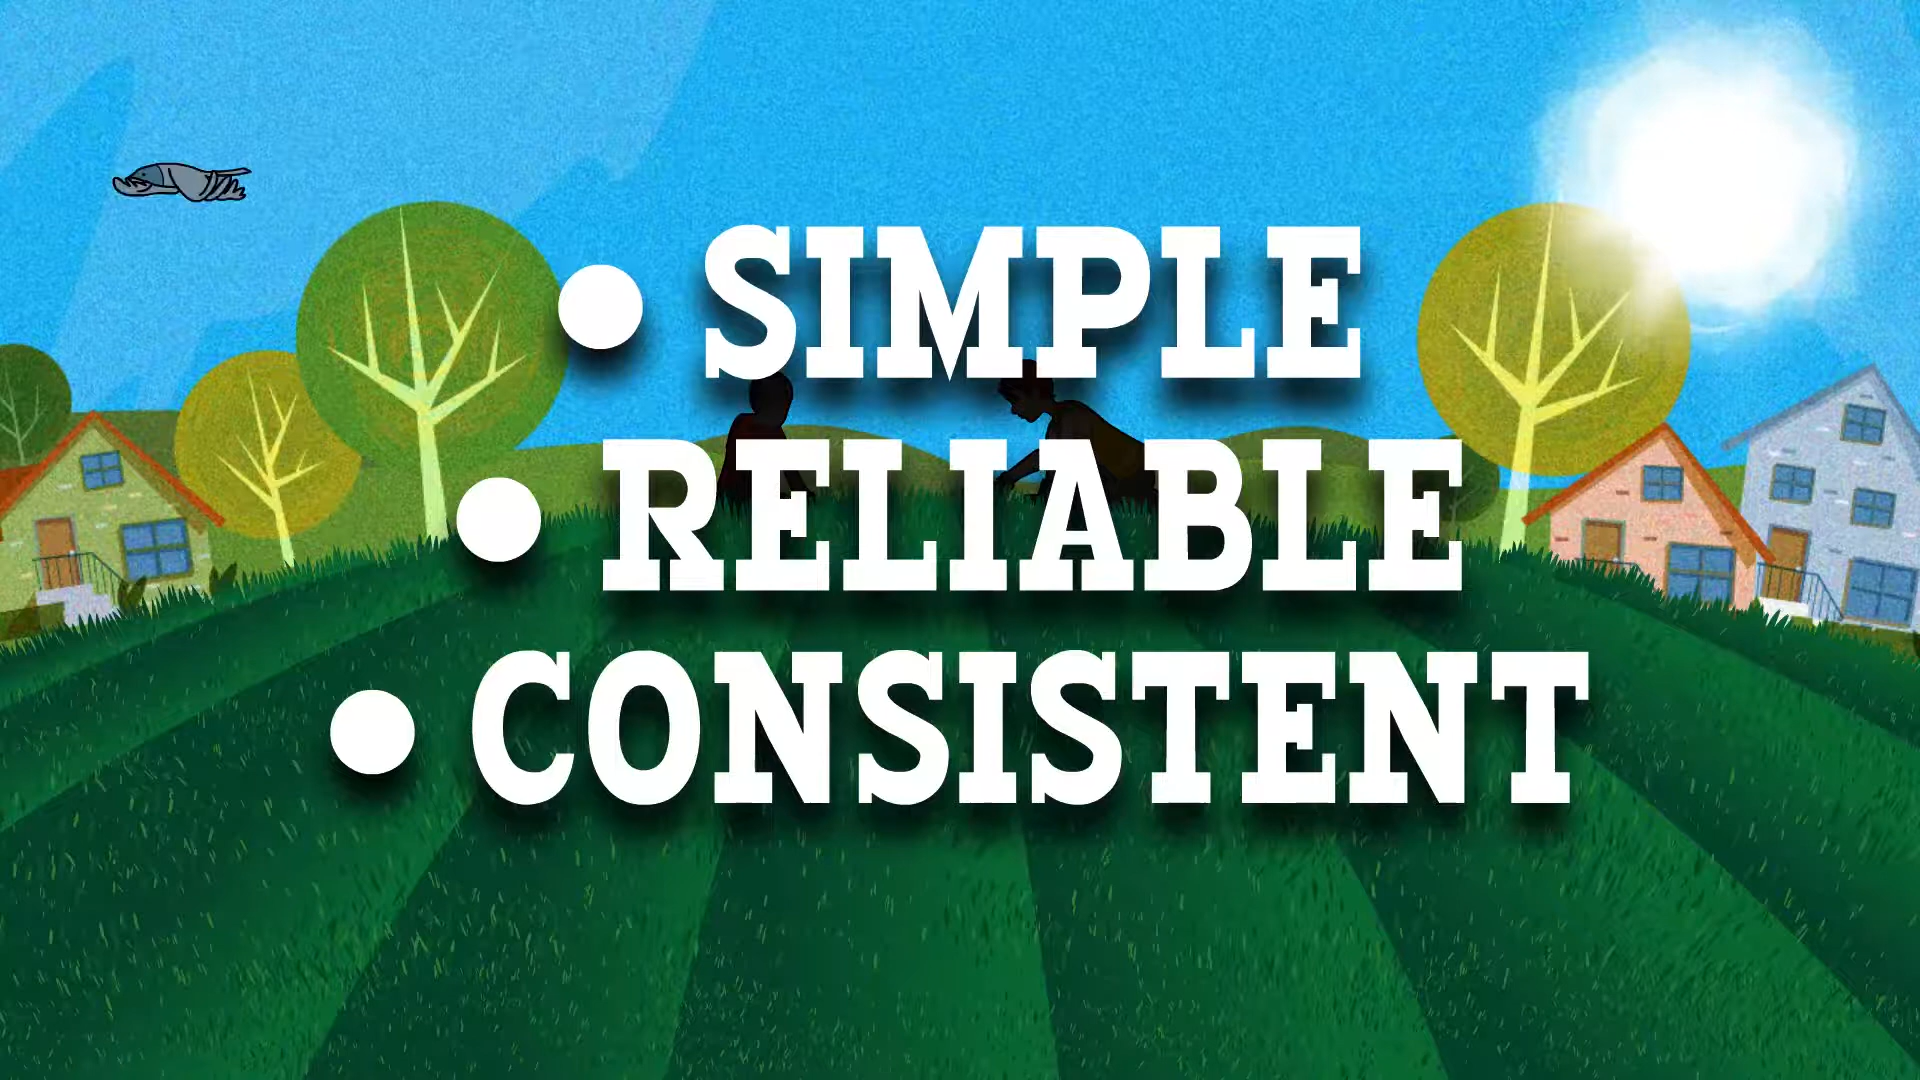 • SIMPLE
• RELIABLE
• CONSISTENT